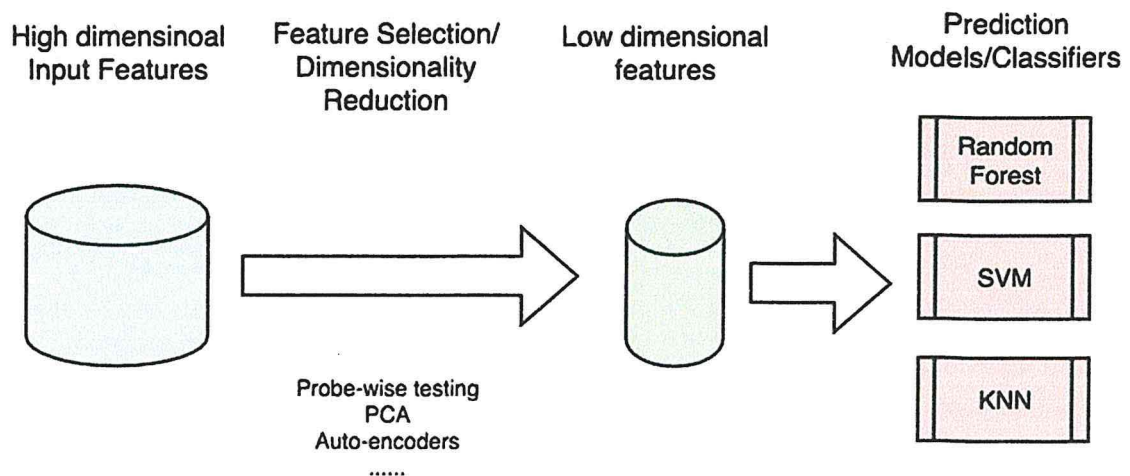 High dimensinoal
Input Features
Feature Selection/
Dimensionality
Reduction
Low dimensional
features
Prediction
Models/Classifiers
Random
Forest
SVM
KNN
Probe-wise testing
PCA
Auto-encoders
......